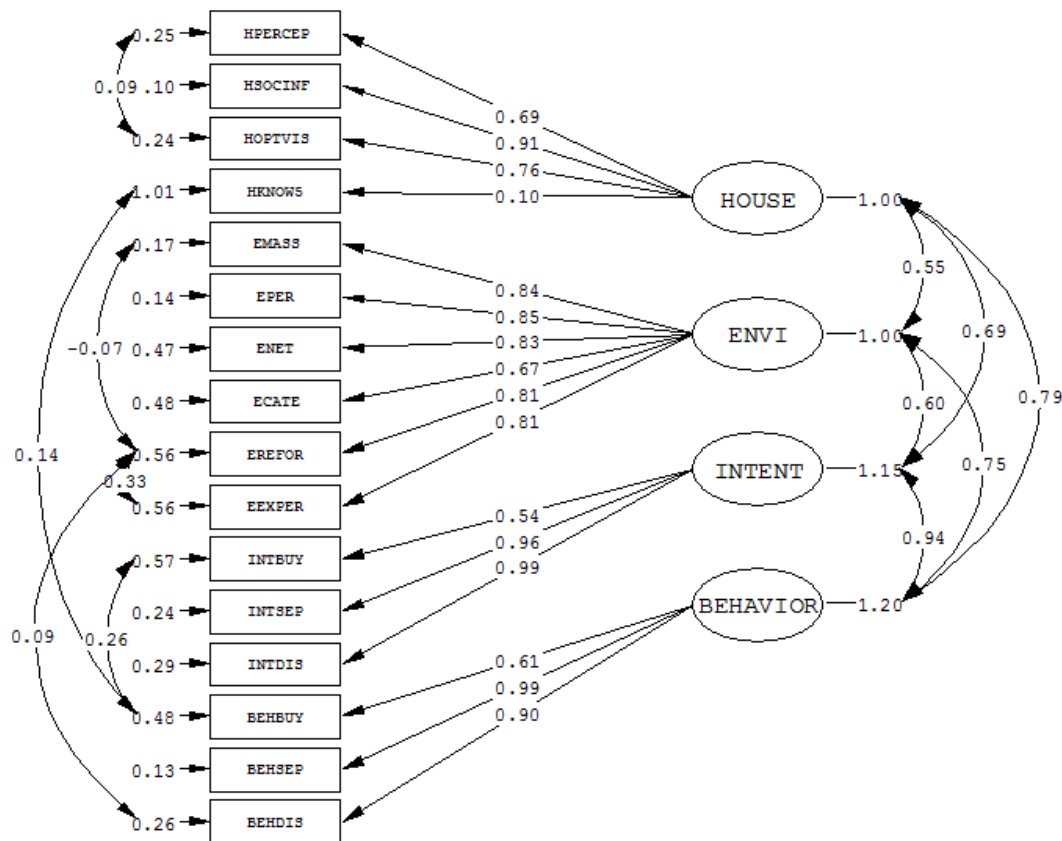 0.25 HPERCEP
0.09 .10 HSOCINF
0.24 HOPTVIS
1.01 HKNOWS
0.17 EMASS
0.14 EPER
-0.07 0.47 ENET
0.48 ECATE
0.14 0.56 EREFOR
0.33
0.56 EEXPER
0.57 INTBUY
0.24 INTSEP
0.09 0.26
0.29 INTDIS
0.48 BEHBUY
0.13 BEHSEP
0.26 BEHDIS
0.69
0.91
0.76
0.10
HOUSE 1.00
0.55
0.84
0.85
0.83
0.67
0.81
0.81
ENVI 1.00
0.69
0.60
0.79
0.54
0.96
0.99
INTENT 1.15
0.75
0.94
0.61
0.99
0.90
BEHAVIOR 1.20